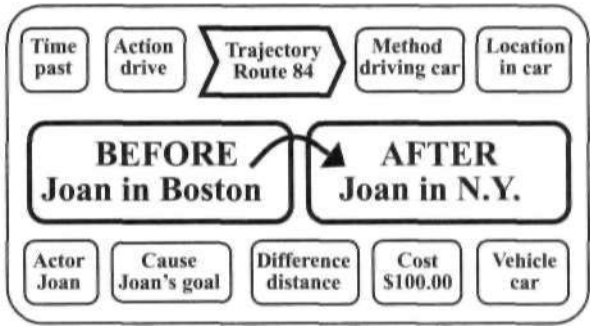 Time
past
Action
drive
Trajectory
Route 84
Method
driving car
Location
in car
BEFORE
Joan in Boston
AFTER
Joan in N.Y.
Actor
Joan
Cause
Joan's goal
Difference
distance
Cost
$100.00
Vehicle
car